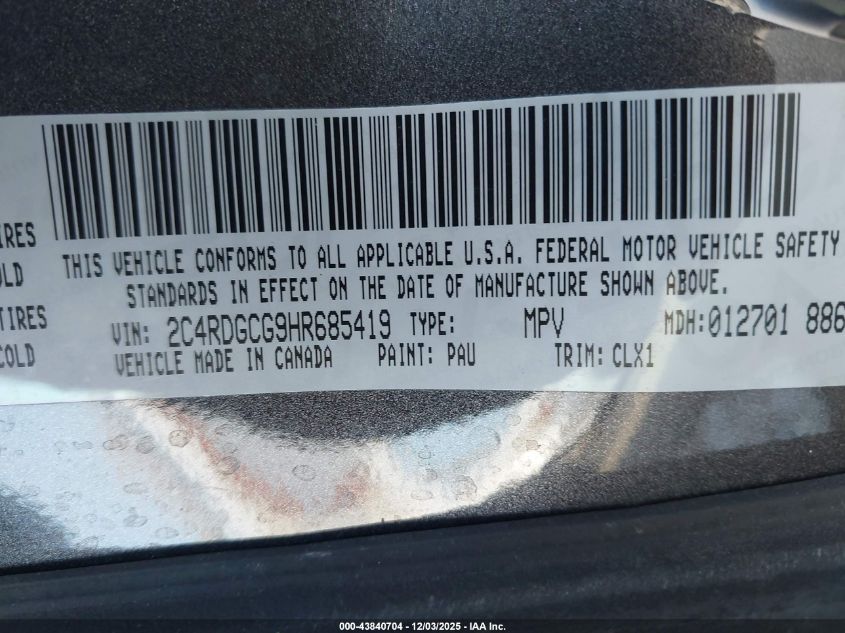 THIS VEHICLE CONFORMS TO ALL APPLICABLE U.S.A. FEDERAL MOTOR VEHICLE SAFETY
STANDARDS IN EFFECT ON THE DATE OF MANUFACTURE SHOWN ABOVE.
VIN: 2C4RDGCG9HR685419 TYPE: MPV MDH:012701 886
VEHICLE MADE IN CANADA PAINT: PAU TRIM: CLX1
IRES
OLD
TIRES
COLD
000-43840704 - 12/03/2025 - IAA Inc.